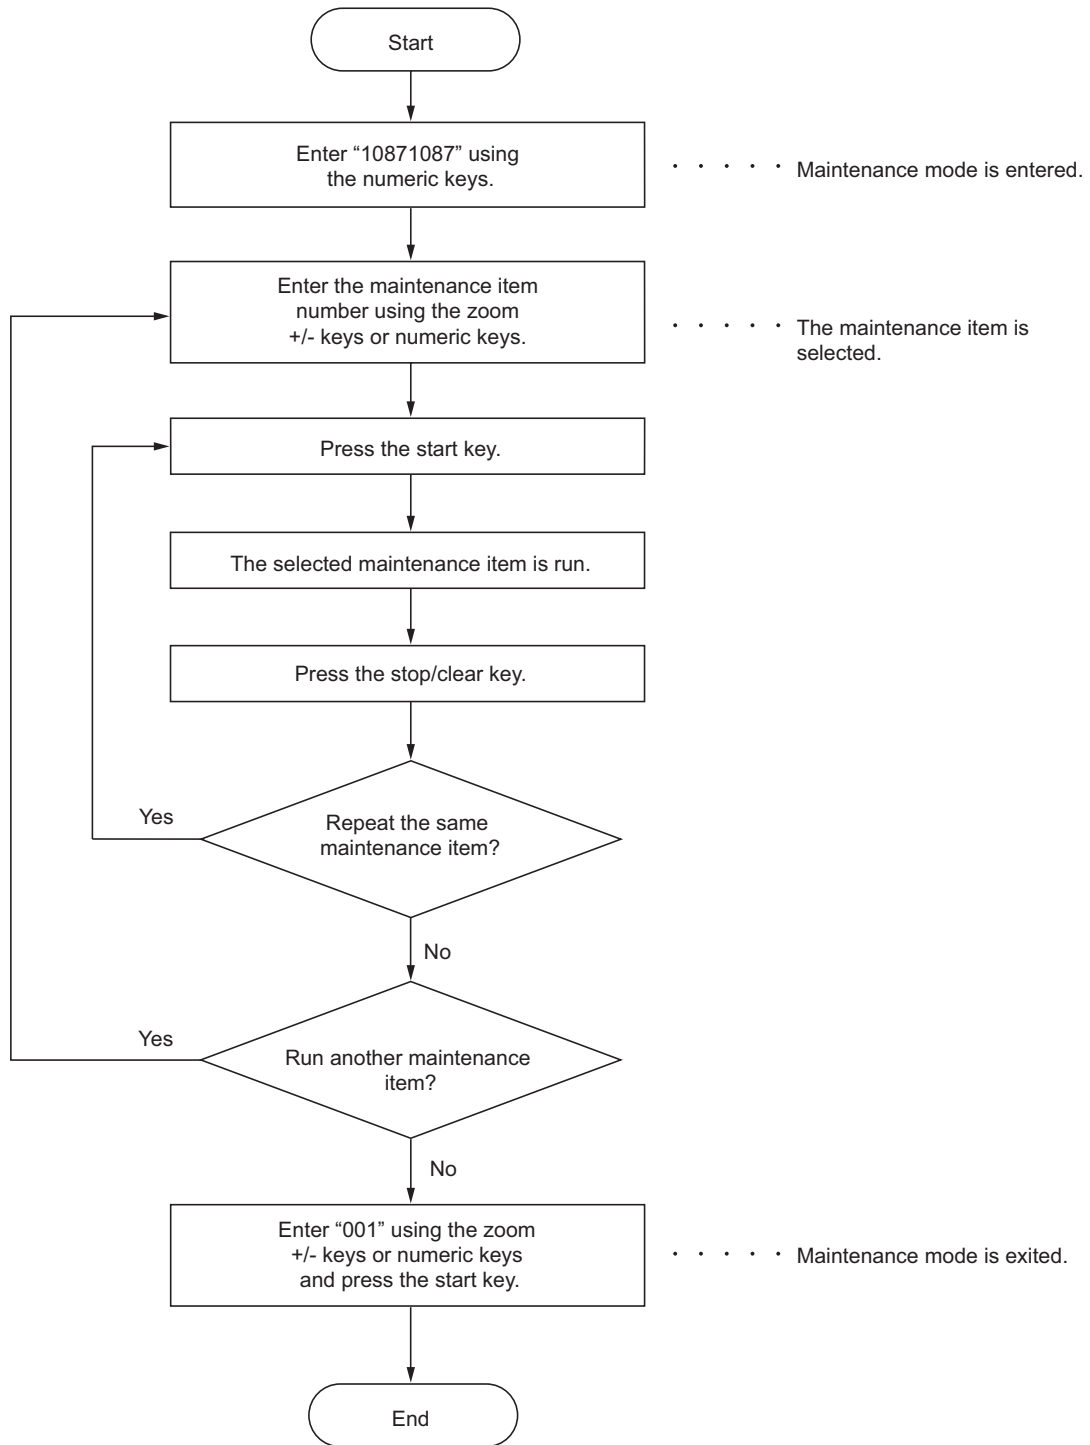 Start
Enter “10871087” using
the numeric keys.
Maintenance mode is entered.
Enter the maintenance item
number using the zoom
+/- keys or numeric keys.
The maintenance item is
selected.
Press the start key.
The selected maintenance item is run.
Press the stop/clear key.
Yes
Repeat the same
maintenance item?
No
Yes
Run another maintenance
item?
No
Enter “001” using the zoom
+/- keys or numeric keys
and press the start key.
Maintenance mode is exited.
End